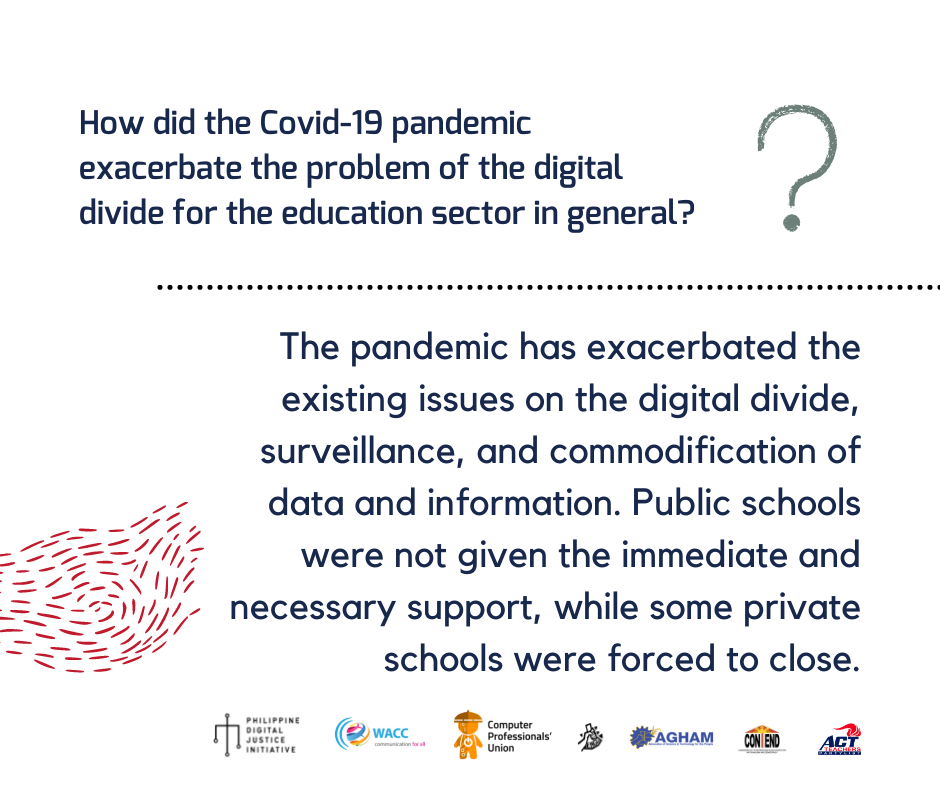 How did the Covid-19 pandemic
exacerbate the problem of the digital
divide for the education sector in general?
?
The pandemic has exacerbated the
existing issues on the digital divide,
surveillance, and commodification of
data and information. Public schools
were not given the immediate and
necessary support, while some private
schools were forced to close.
PHILIPPINE
DIGITAL
JUSTICE
INITIATIVE
WACC
communication for all
Computer
Professionals'
Union
AGHAM
CONTEND
ACT
TEACHERS
PARTYLIST